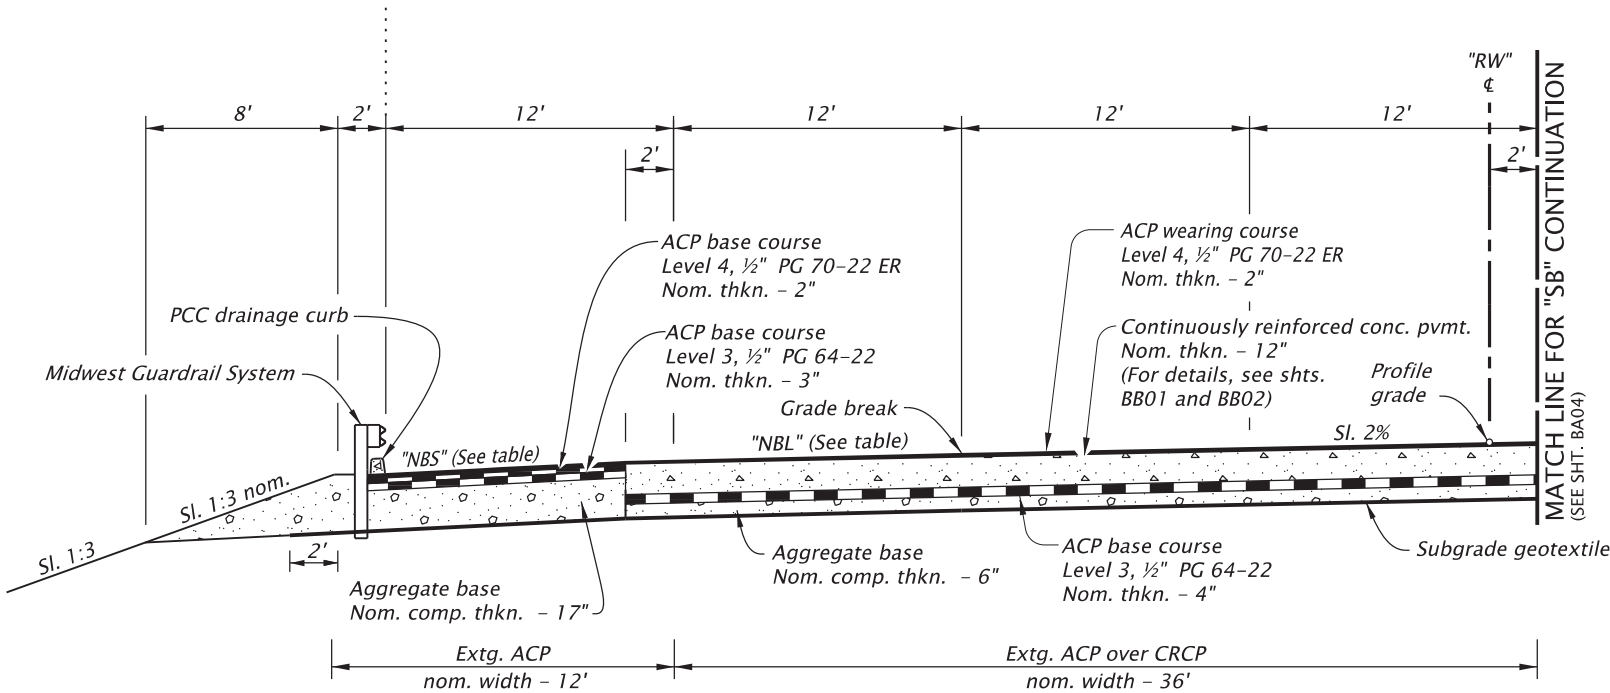 "RW"
℄
8'
2'
12'
12'
12'
12'
2'
2'
ACP base course
Level 4, ½" PG 70-22 ER
Nom. thkn. - 2"
ACP wearing course
Level 4, ½" PG 70-22 ER
Nom. thkn. - 2"
PCC drainage curb
ACP base course
Level 3, ½" PG 64-22
Nom. thkn. - 3"
Continuously reinforced conc. pvmt.
Nom. thkn. - 12"
(For details, see shts.
BB01 and BB02)
Midwest Guardrail System
Profile
grade
Grade break
"NBS" (See table)
"NBL" (See table)
Sl. 2%
Sl. 1:3 nom.
Sl. 1:3
2'
Aggregate base
Nom. comp. thkn. - 17"
Aggregate base
Nom. comp. thkn. - 6"
ACP base course
Level 3, ½" PG 64-22
Nom. thkn. - 4"
Subgrade geotextile
MATCH LINE FOR "SB" CONTINUATION
(SEE SHT. BA04)
Extg. ACP
nom. width - 12'
Extg. ACP over CRCP
nom. width - 36'